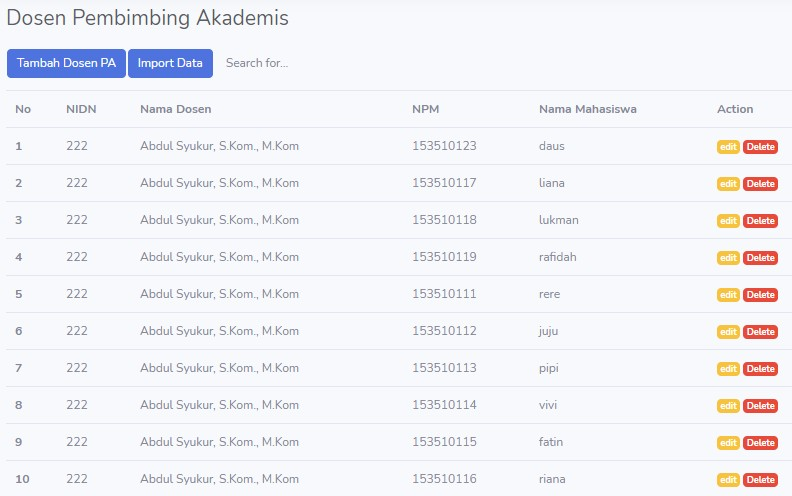 Dosen Pembimbing Akademis
Tambah Dosen PA Import Data Search for...
No NIDN Nama Dosen NPM Nama Mahasiswa Action
1 222 Abdul Syukur, S.Kom., M.Kom 153510123 daus edit Delete
2 222 Abdul Syukur, S.Kom., M.Kom 153510117 liana edit Delete
3 222 Abdul Syukur, S.Kom., M.Kom 153510118 lukman edit Delete
4 222 Abdul Syukur, S.Kom., M.Kom 153510119 rafidah edit Delete
5 222 Abdul Syukur, S.Kom., M.Kom 153510111 rere edit Delete
6 222 Abdul Syukur, S.Kom., M.Kom 153510112 juju edit Delete
7 222 Abdul Syukur, S.Kom., M.Kom 153510113 pipi edit Delete
8 222 Abdul Syukur, S.Kom., M.Kom 153510114 vivi edit Delete
9 222 Abdul Syukur, S.Kom., M.Kom 153510115 fatin edit Delete
10 222 Abdul Syukur, S.Kom., M.Kom 153510116 riana edit Delete